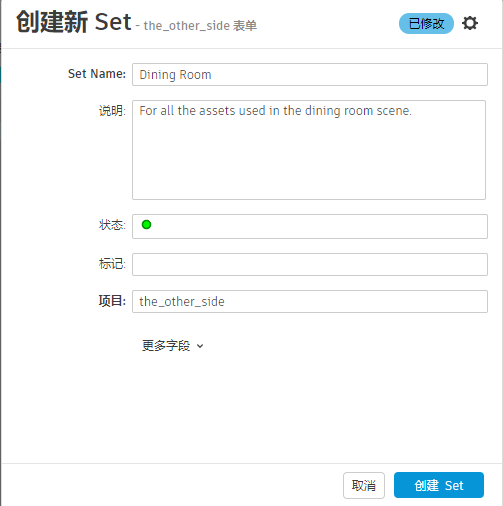 创建新 Set - the_other_side 表单
已修改
Set Name: Dining Room
说明: For all the assets used in the dining room scene.
状态:
标记:
项目: the_other_side
更多字段
取消
创建 Set